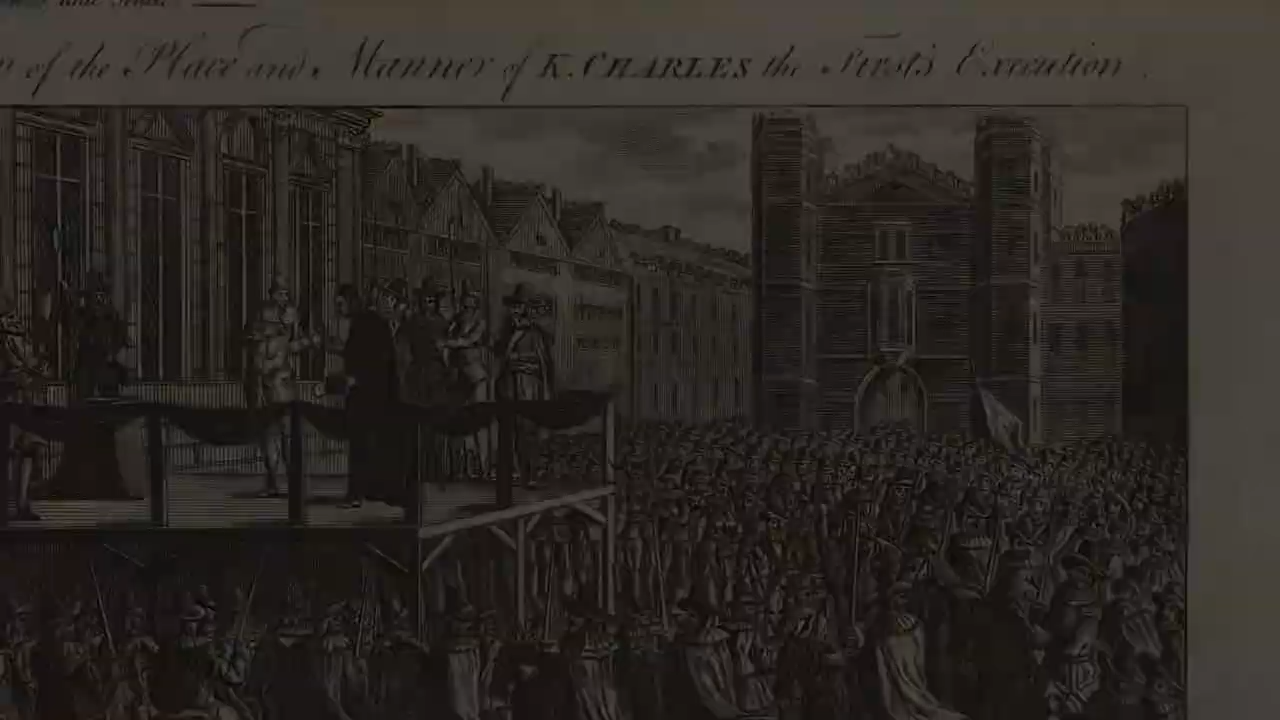 of the Place and Manner of K. CHARLES the First's Execution.